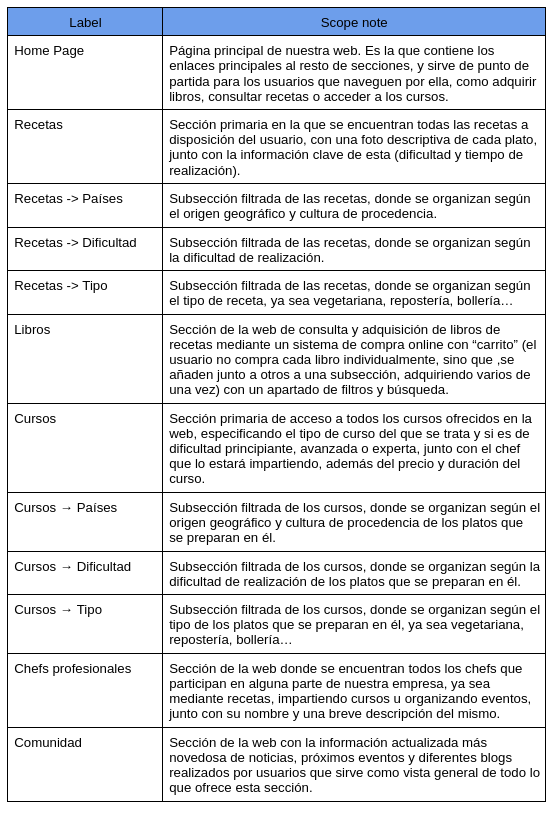 Label
Scope note
Home Page
Página principal de nuestra web. Es la que contiene los
enlaces principales al resto de secciones, y sirve de punto de
partida para los usuarios que naveguen por ella, como adquirir
libros, consultar recetas o acceder a los cursos.
Recetas
Sección primaria en la que se encuentran todas las recetas a
disposición del usuario, con una foto descriptiva de cada plato,
junto con la información clave de esta (dificultad y tiempo de
realización).
Recetas -> Países
Subsección filtrada de las recetas, donde se organizan según
el origen geográfico y cultura de procedencia.
Recetas -> Dificultad
Subsección filtrada de las recetas, donde se organizan según
la dificultad de realización.
Recetas -> Tipo
Subsección filtrada de las recetas, donde se organizan según
el tipo de receta, ya sea vegetariana, repostería, bollería…
Libros
Sección de la web de consulta y adquisición de libros de
recetas mediante un sistema de compra online con “carrito” (el
usuario no compra cada libro individualmente, sino que ,se
añaden junto a otros a una subsección, adquiriendo varios de
una vez) con un apartado de filtros y búsqueda.
Cursos
Sección primaria de acceso a todos los cursos ofrecidos en la
web, especificando el tipo de curso del que se trata y si es de
dificultad principiante, avanzada o experta, junto con el chef
que lo estará impartiendo, además del precio y duración del
curso.
Cursos → Países
Subsección filtrada de los cursos, donde se organizan según el
origen geográfico y cultura de procedencia de los platos que
se preparan en él.
Cursos → Dificultad
Subsección filtrada de los cursos, donde se organizan según la
dificultad de realización de los platos que se preparan en él.
Cursos → Tipo
Subsección filtrada de los cursos, donde se organizan según el
tipo de los platos que se preparan en él, ya sea vegetariana,
repostería, bollería…
Chefs profesionales
Sección de la web donde se encuentran todos los chefs que
participan en alguna parte de nuestra empresa, ya sea
mediante recetas, impartiendo cursos u organizando eventos,
junto con su nombre y una breve descripción del mismo.
Comunidad
Sección de la web con la información actualizada más
novedosa de noticias, próximos eventos y diferentes blogs
realizados por usuarios que sirve como vista general de todo lo
que ofrece esta sección.